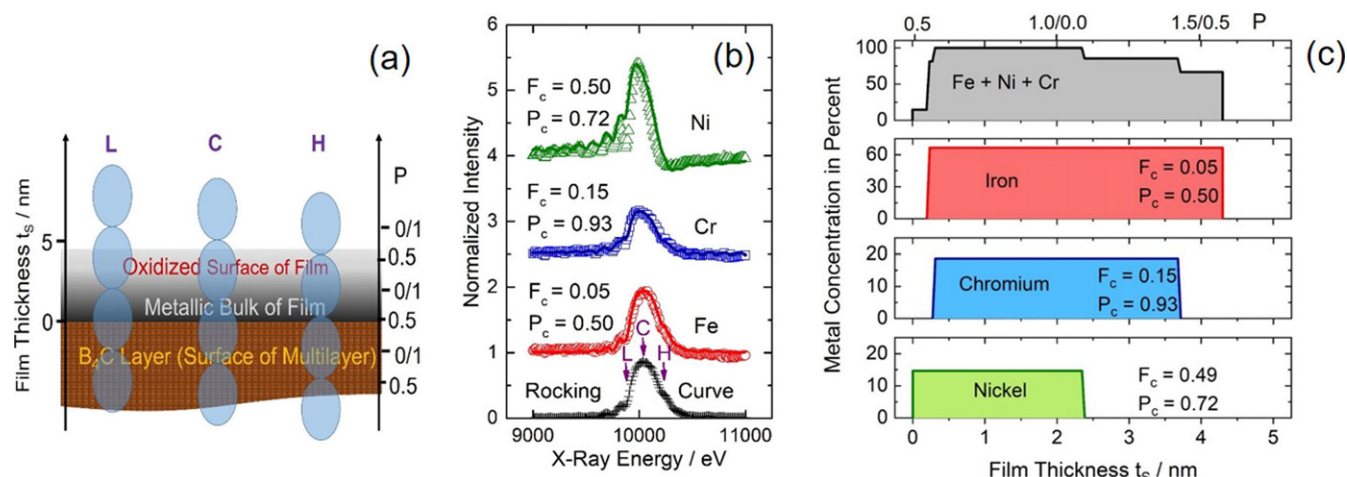 (a)
L C H
P
Film Thickness tS / nm
5
0
0/1
0.5
0/1
0.5
0/1
0.5
Oxidized Surface of Film
Metallic Bulk of Film
B4C Layer (Surface of Multilayer)
(b)
Normalized Intensity
6
5
4
3
2
1
0
Fc = 0.50
Pc = 0.72
Ni
Fc = 0.15
Pc = 0.93
Cr
Fc = 0.05
Pc = 0.50
Fe
L C H
Rocking Curve
9000 10000 11000
X-Ray Energy / eV
(c)
0.5 1.0/0.0 1.5/0.5 P
Metal Concentration in Percent
100
50
0
Fe + Ni + Cr
60
30
0
Iron
Fc = 0.05
Pc = 0.50
20
10
0
Chromium
Fc = 0.15
Pc = 0.93
20
10
0
Nickel
Fc = 0.49
Pc = 0.72
0 1 2 3 4 5
Film Thickness tS / nm